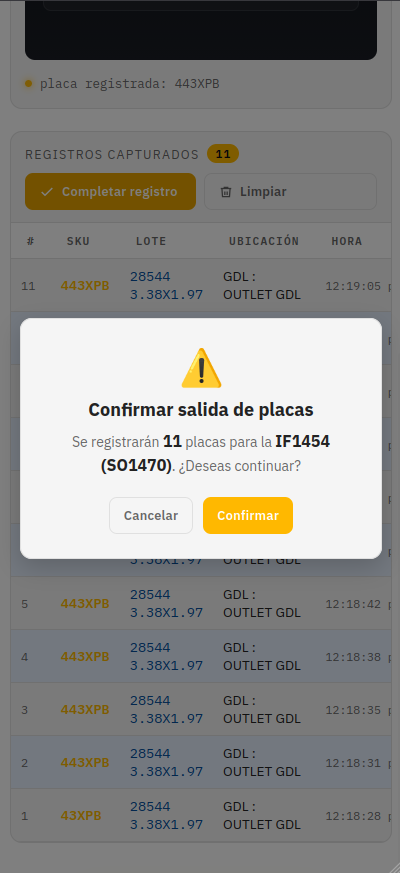 placa registrada: 443XPB
REGISTROS CAPTURADOS 11
Completar registro
Limpiar
# SKU LOTE UBICACIÓN HORA
11 443XPB 28544 GDL: 12:19:05
3.38X1.97 OUTLET GDL
Confirmar salida de placas
Se registrarán 11 placas para la IF1454
(SO1470). ¿Deseas continuar?
Cancelar
Confirmar
3.38X1.97 OUTLET GDL
5 443XPB 28544 GDL: 12:18:42
3.38X1.97 OUTLET GDL
4 443XPB 28544 GDL: 12:18:38
3.38X1.97 OUTLET GDL
3 443XPB 28544 GDL: 12:18:35
3.38X1.97 OUTLET GDL
2 443XPB 28544 GDL: 12:18:31
3.38X1.97 OUTLET GDL
1 43XPB 28544 GDL: 12:18:28
3.38X1.97 OUTLET GDL